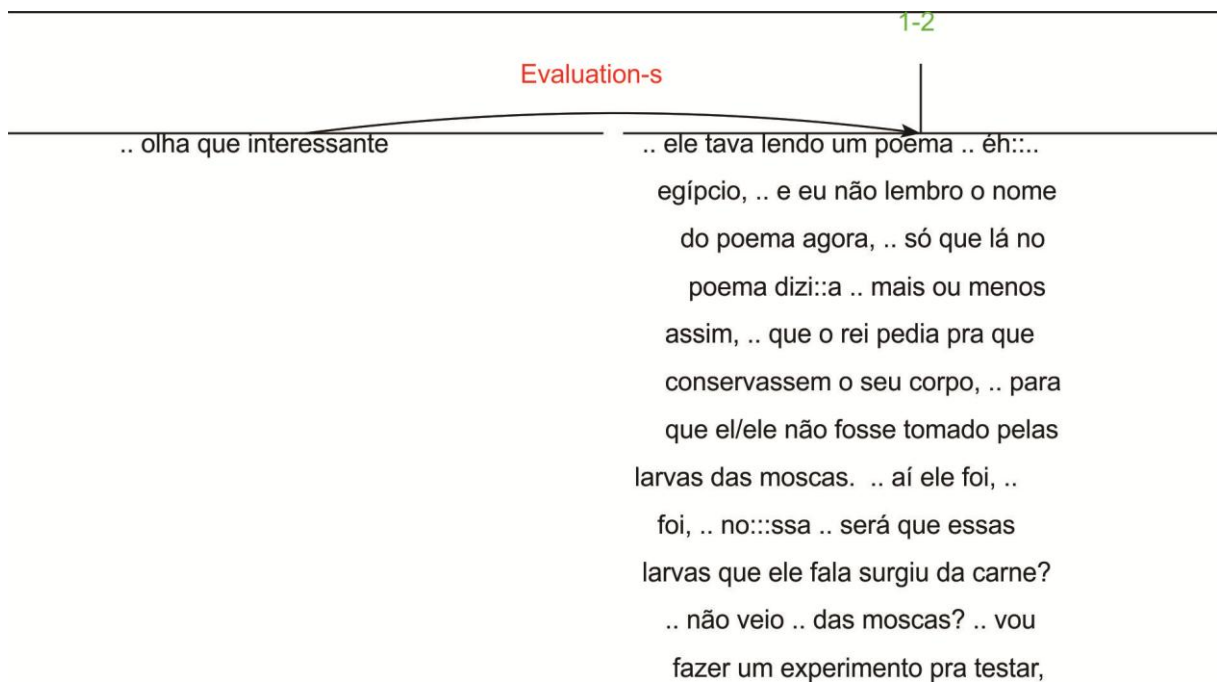 1-2
Evaluation-s
.. olha que interessante
.. ele tava lendo um poema .. éh::..
egípcio, .. e eu não lembro o nome
do poema agora, .. só que lá no
poema dizi::a .. mais ou menos
assim, .. que o rei pedia pra que
conservassem o seu corpo, .. para
que el/ele não fosse tomado pelas
larvas das moscas.  .. aí ele foi, ..
foi, .. no:::ssa .. será que essas
larvas que ele fala surgiu da carne?
.. não veio .. das moscas? .. vou
fazer um experimento pra testar,